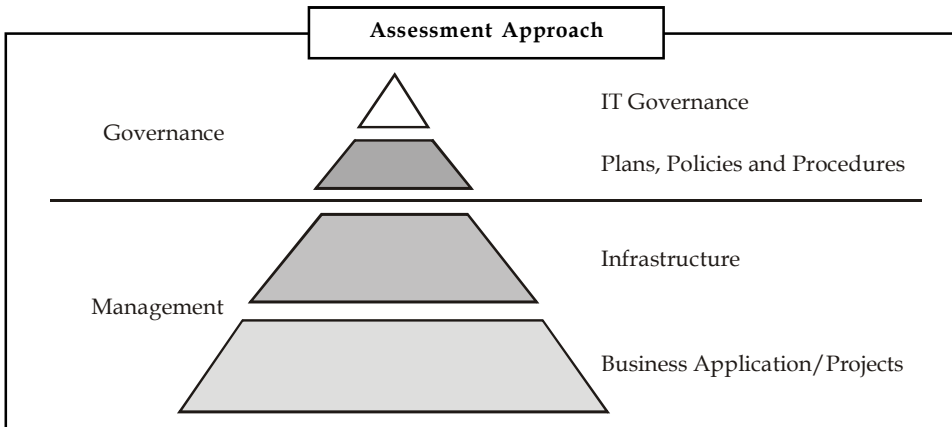 Assessment Approach
IT Governance
Governance
Plans, Policies and Procedures
Infrastructure
Management
Business Application/Projects